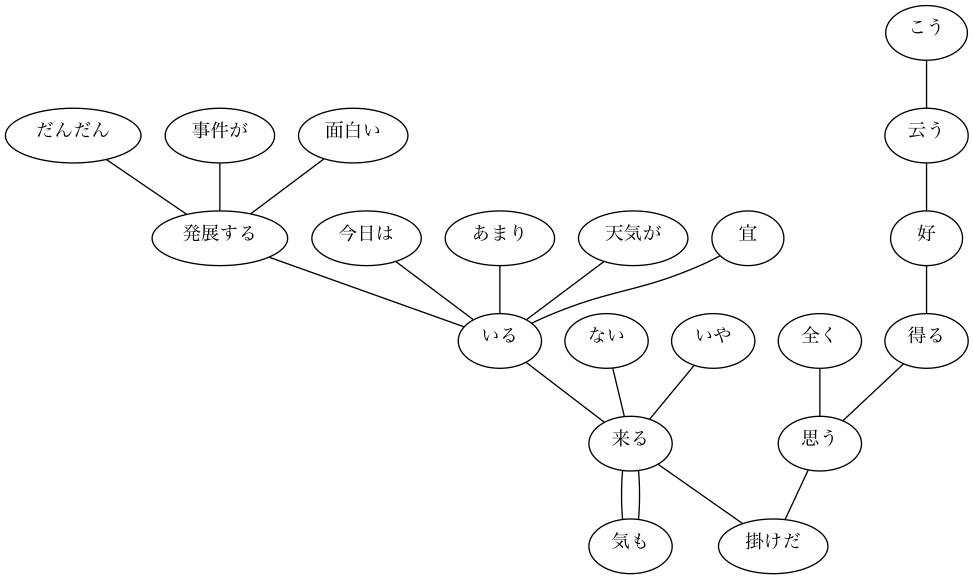 こう
だんだん
事件が
面白い
云う
発展する
今日は
あまり
天気が
宜
好
いる
ない
いや
全く
得る
来る
思う
気も
掛けだ